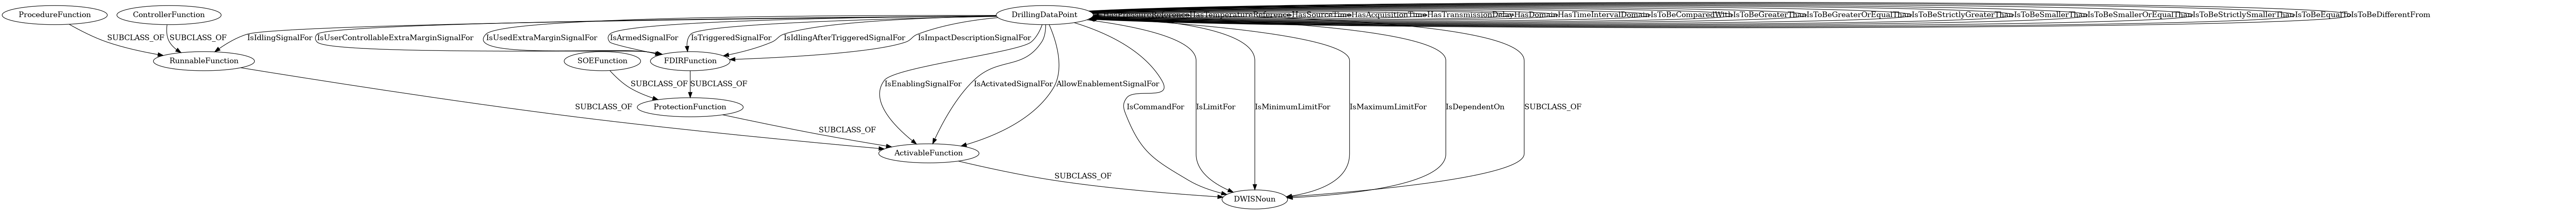 ProcedureFunction
ControllerFunction
DrillingDataPoint
HasTemperatureReference
HasSourceTime
HasAcquisitionTime
HasTransmissionDelay
HasDomain
HasTimeIntervalDomain
IsToBeComparedWith
IsToBeGreaterThan
IsToBeGreaterOrEqualThan
IsToBeStrictlyGreaterThan
IsToBeSmallerThan
IsToBeSmallerOrEqualThan
IsToBeStrictlySmallerThan
IsToBeEqualTo
IsToBeDifferentFrom
SUBCLASS_OF
SUBCLASS_OF
IsIdlingSignalFor
IsUserControllableExtraMarginSignalFor
IsUsedExtraMarginSignalFor
IsArmedSignalFor
IsTriggeredSignalFor
IsIdlingAfterTriggeredSignalFor
IsImpactDescriptionSignalFor
RunnableFunction
SOEFunction
FDIRFunction
SUBCLASS_OF
SUBCLASS_OF
IsEnablingSignalFor
IsActivatedSignalFor
AllowEnablementSignalFor
SUBCLASS_OF
ProtectionFunction
IsCommandFor
IsLimitFor
IsMinimumLimitFor
IsMaximumLimitFor
IsDependentOn
SUBCLASS_OF
SUBCLASS_OF
ActivableFunction
SUBCLASS_OF
DWISNoun